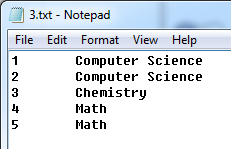 3.txt - Notepad
File Edit Format View Help
1 Computer Science
2 Computer Science
3 Chemistry
4 Math
5 Math